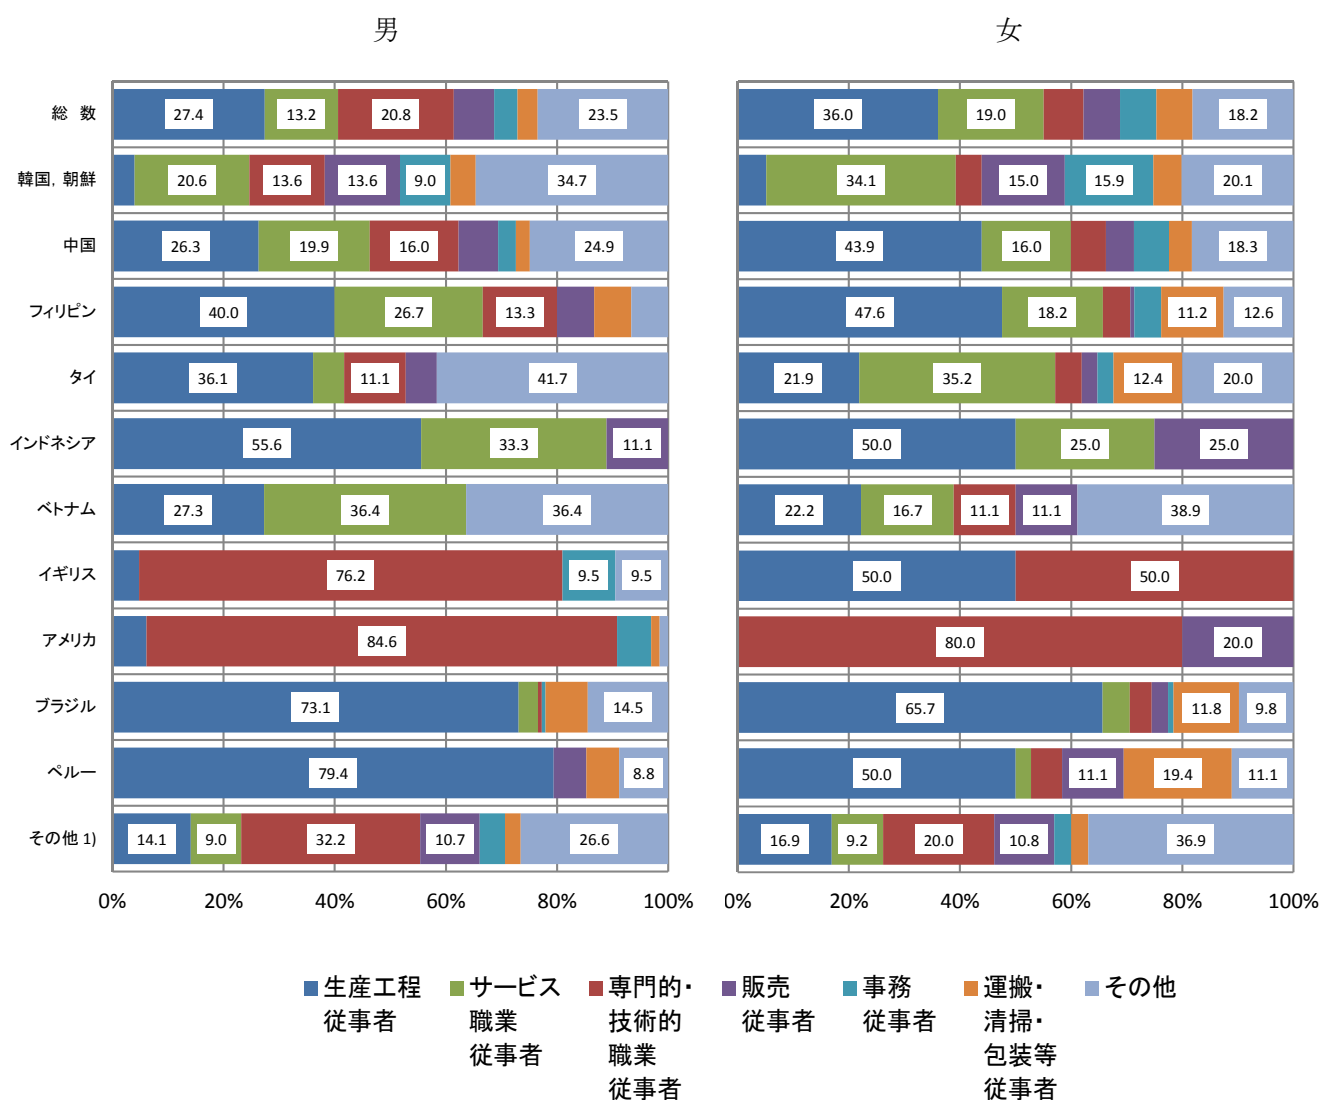 男
女
総 数
27.4 13.2 20.8 23.5
36.0 19.0 18.2
韓国, 朝鮮
20.6 13.6 13.6 9.0 34.7
34.1 15.0 15.9 20.1
中国
26.3 19.9 16.0 24.9
43.9 16.0 18.3
フィリピン
40.0 26.7 13.3
47.6 18.2 11.2 12.6
タイ
36.1 11.1 41.7
21.9 35.2 12.4 20.0
インドネシア
55.6 33.3 11.1
50.0 25.0 25.0
ベトナム
27.3 36.4 36.4
22.2 16.7 11.1 11.1 38.9
イギリス
76.2 9.5 9.5
50.0 50.0
アメリカ
84.6
80.0 20.0
ブラジル
73.1 14.5
65.7 11.8 9.8
ペルー
79.4 8.8
50.0 11.1 19.4 11.1
その他 1)
14.1 9.0 32.2 10.7 26.6
16.9 9.2 20.0 10.8 36.9
0% 20% 40% 60% 80% 100%
0% 20% 40% 60% 80% 100%
生産工程
従事者
サービス
職業
従事者
専門的・
技術的
職業
従事者
販売
従事者
事務
従事者
運搬・
清掃・
包装等
従事者
その他